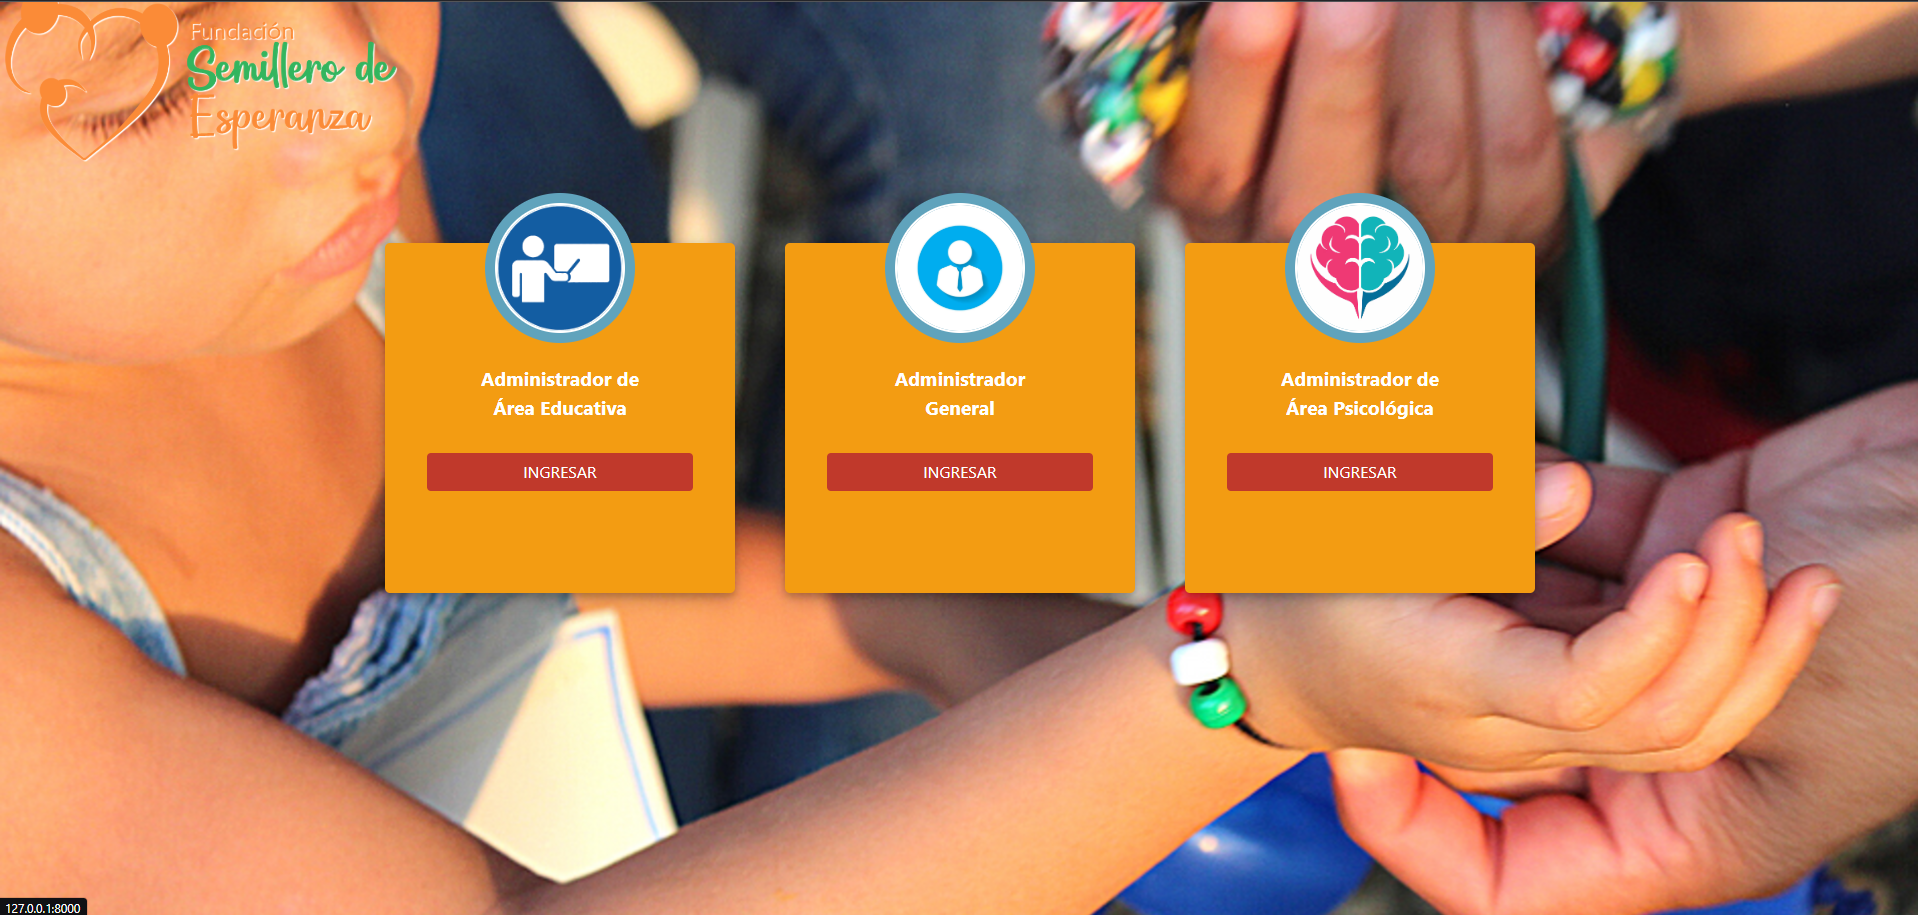 Fundación
Semillero de
Esperanza
Administrador de
Área Educativa
INGRESAR
Administrador
General
INGRESAR
Administrador de
Área Psicológica
INGRESAR
127.0.0.1:8000